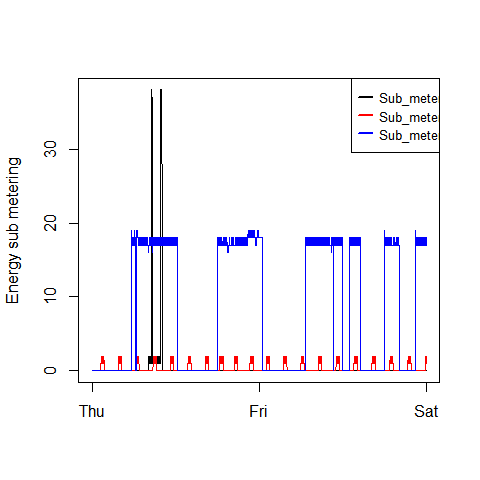 Energy sub metering
0
10
20
30
Thu
Fri
Sat
Sub_mete
Sub_mete
Sub_mete